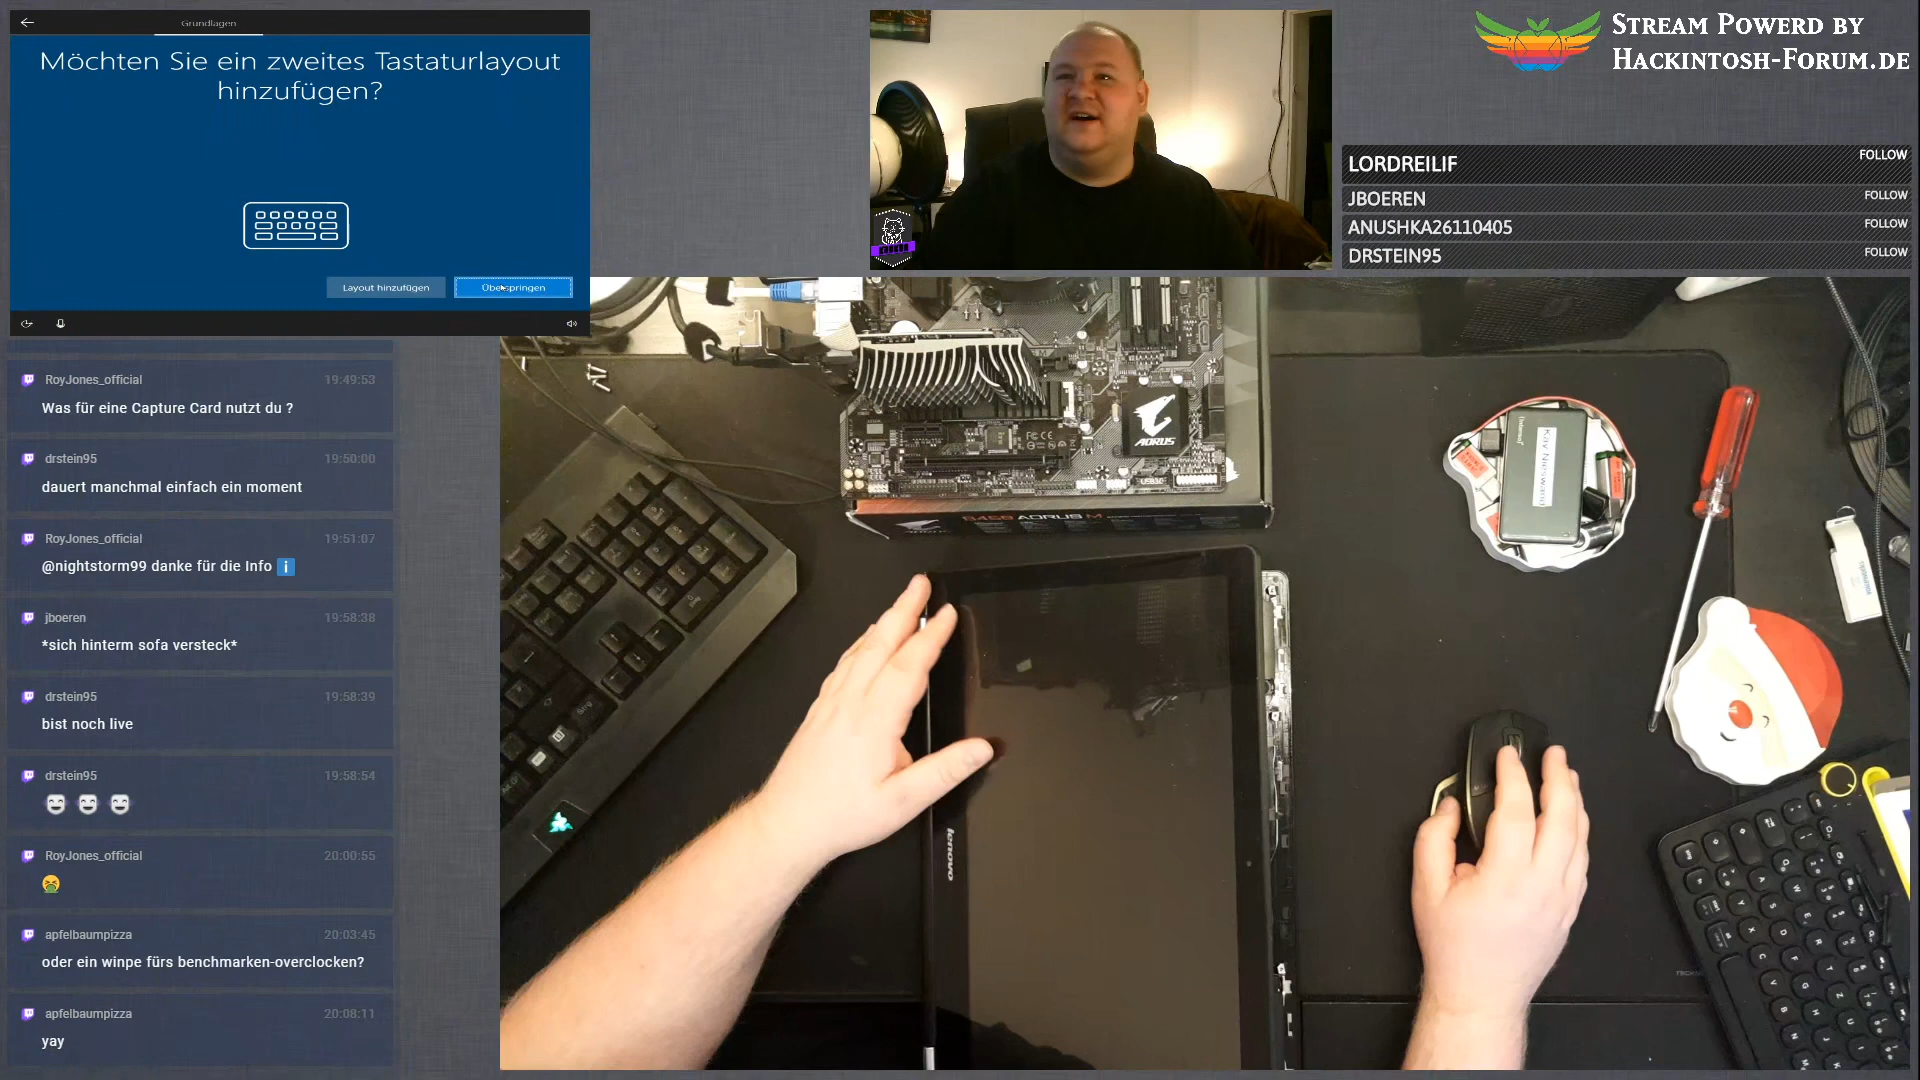 Grundlagen
Möchten Sie ein zweites Tastaturlayout
hinzufügen?
Layout hinzufügen
Überspringen
STREAM POWERD BY
HACKINTOSH-FORUM.DE
LORDREILIF FOLLOW
JBOEREN FOLLOW
ANUSHKA26110405 FOLLOW
DRSTEIN95 FOLLOW
RoyJones_official 19:49:53
Was für eine Capture Card nutzt du ?
drstein95 19:50:00
dauert manchmal einfach ein moment
RoyJones_official 19:51:07
@nightstorm99 danke für die Info
jboeren 19:58:38
*sich hinterm sofa versteck*
drstein95 19:58:39
bist noch live
drstein95 19:58:54
RoyJones_official 20:00:55
apfelbaumpizza 20:03:45
oder ein winpe fürs benchmarken-overclocken?
apfelbaumpizza 20:08:11
yay
AORUS
USB30
AORUS M
lenovo